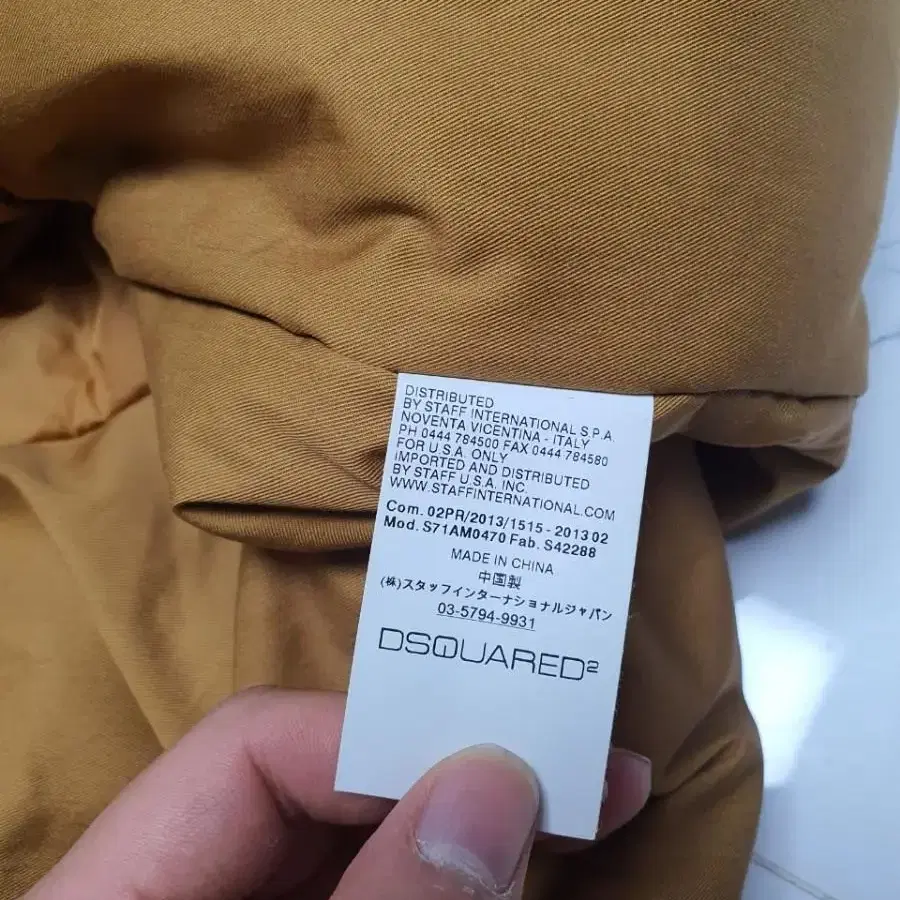 DISTRIBUTED
BY STAFF INTERNATIONAL S.P.A.
NOVENTA VICENTINA - ITALY
PH 0444 784500 FAX 0444 784580
FOR U.S.A. ONLY
IMPORTED AND DISTRIBUTED
BY STAFF U.S.A. INC.
WWW.STAFFINTERNATIONAL.COM
Com. 02PR/2013/1515 - 2013 02
Mod. S71AM0470 Fab. S42288
MADE IN CHINA
中国製
(株)スタッフインターナショナルジャパン
03-5794-9931
DSQUARED²